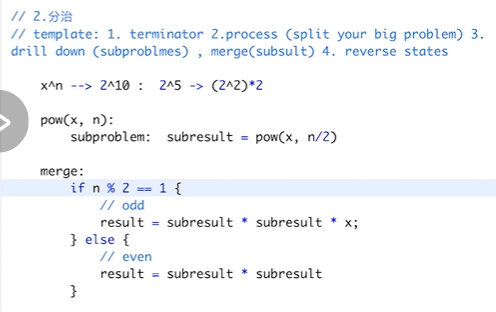 // 2.分治
// template: 1. terminator 2.process (split your big problem) 3.
drill down (subproblmes) , merge(subsult) 4. reverse states
x^n --> 2^10 : 2^5 -> (2^2)*2
pow(x, n):
subproblem: subresult = pow(x, n/2)
merge:
if n % 2 == 1 {
// odd
result = subresult * subresult * x;
} else {
// even
result = subresult * subresult
}